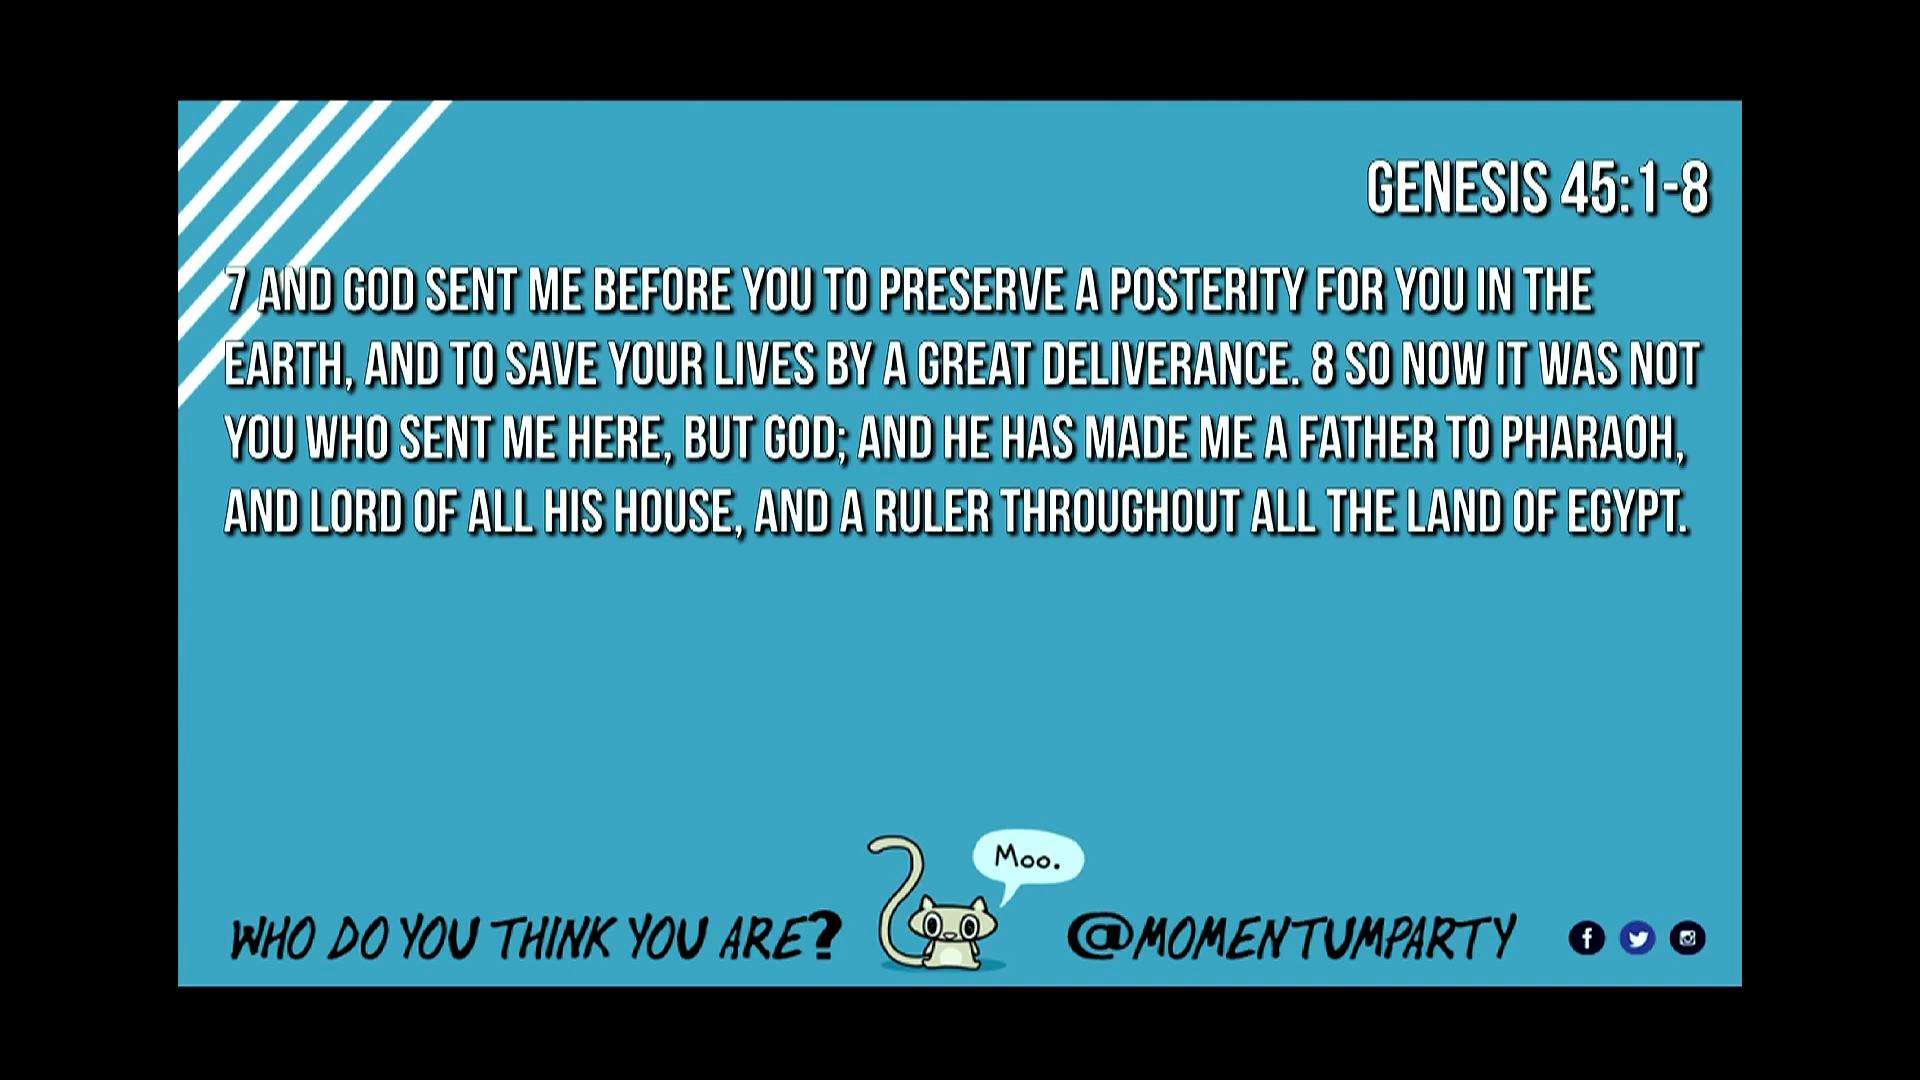 GENESIS 45:1-8
7 AND GOD SENT ME BEFORE YOU TO PRESERVE A POSTERITY FOR YOU IN THE
EARTH, AND TO SAVE YOUR LIVES BY A GREAT DELIVERANCE. 8 SO NOW IT WAS NOT
YOU WHO SENT ME HERE, BUT GOD; AND HE HAS MADE ME A FATHER TO PHARAOH,
AND LORD OF ALL HIS HOUSE, AND A RULER THROUGHOUT ALL THE LAND OF EGYPT.
Moo.
WHO DO YOU THINK YOU ARE?
@MOMENTUMPARTY